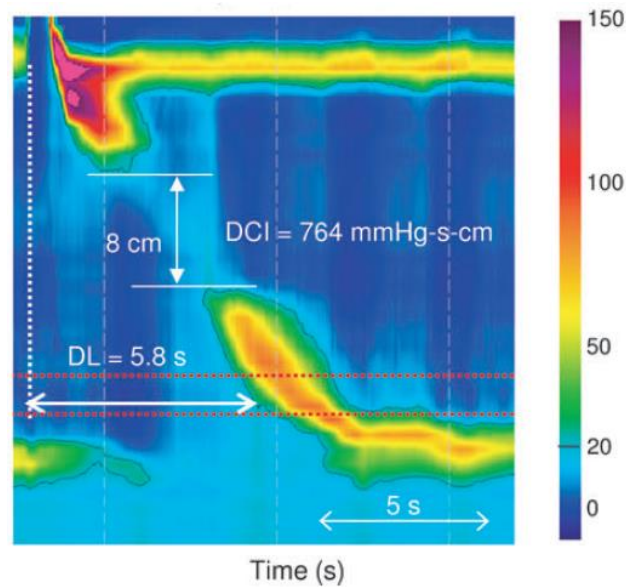 150
100
50
20
0
8 cm
DCI = 764 mmHg-s-cm
DL = 5.8 s
5 s
Time (s)